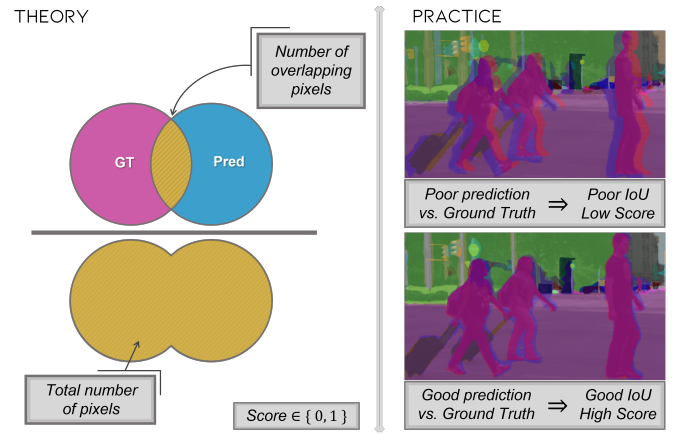 THEORY
Number of
overlapping
pixels
GT
Pred
Total number
of pixels
Score ∈ { 0, 1 }
PRACTICE
Poor prediction
vs. Ground Truth
⇒
Poor IoU
Low Score
Good prediction
vs. Ground Truth
⇒
Good IoU
High Score